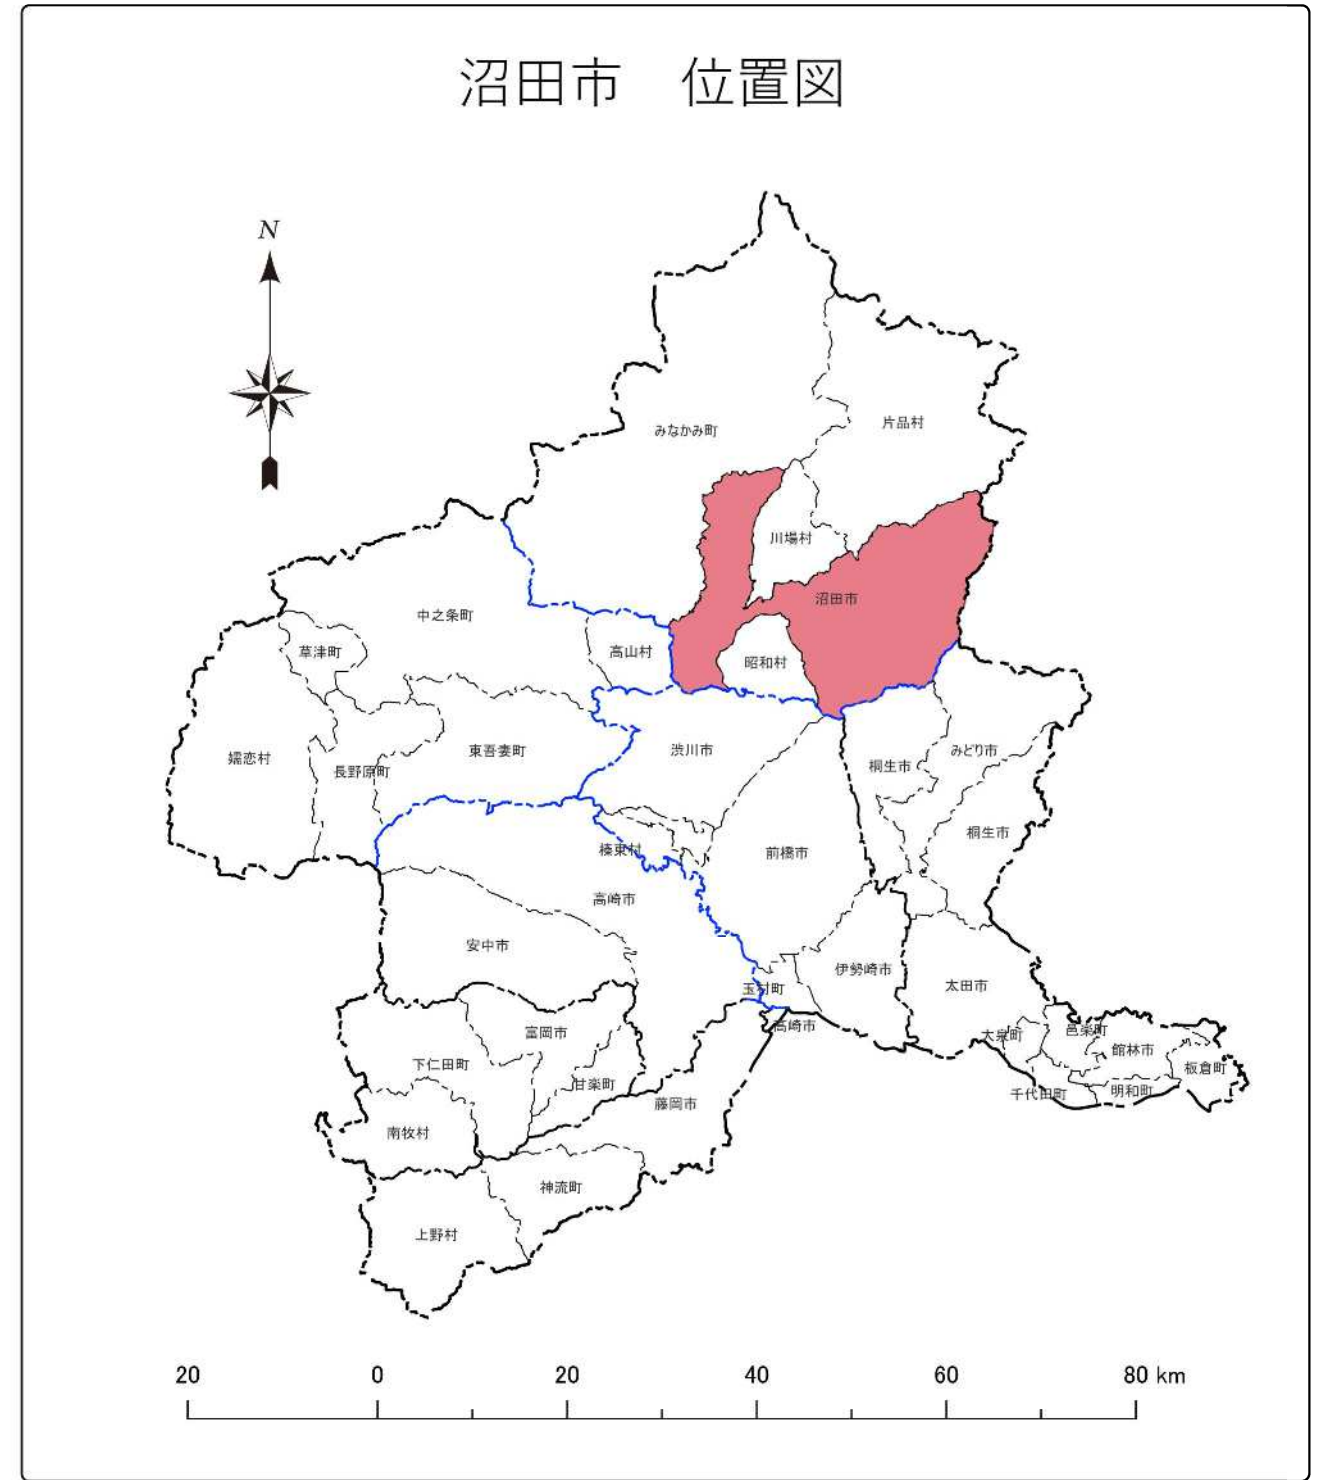 沼田市　位置図
N
みなかみ町
片品村
川場村
沼田市
中之条町
高山村
草津町
昭和村
嬬恋村
長野原町
東吾妻町
渋川市
桐生市
みどり市
桐生市
榛東村
前橋市
高崎市
安中市
伊勢崎市
太田市
玉村町
高崎市
富岡市
大泉町
邑楽町
館林市
板倉町
下仁田町
甘楽町
千代田町
明和町
藤岡市
南牧村
神流町
上野村
20 0 20 40 60 80 km